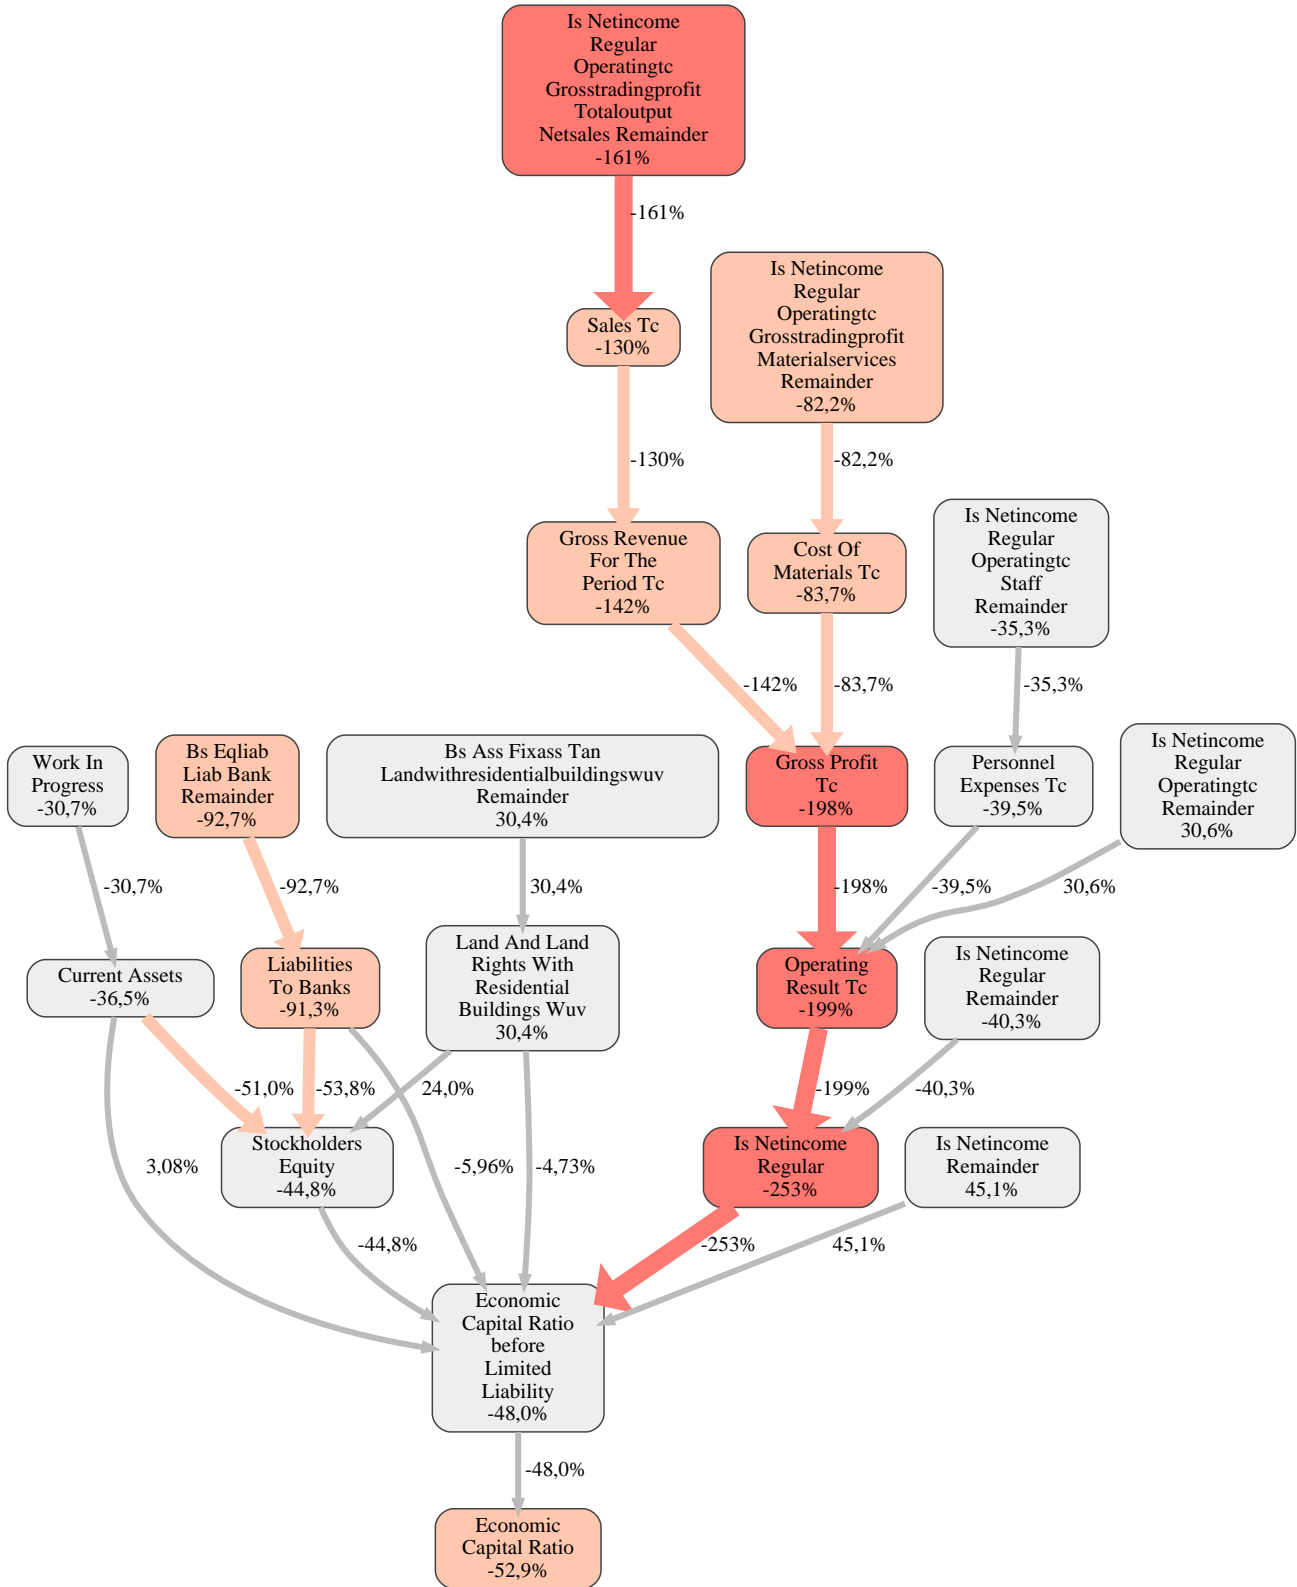 Is Netincome
Regular
Operatingtc
Grosstradingprofit
Totaloutput
Netsales Remainder
-161%
-161%
Sales Tc
-130%
Is Netincome
Regular
Operatingtc
Grosstradingprofit
Materialservices
Remainder
-82,2%
-130%
-82,2%
Gross Revenue
For The
Period Tc
-142%
Cost Of
Materials Tc
-83,7%
Is Netincome
Regular
Operatingtc
Staff
Remainder
-35,3%
-142%
-83,7%
-35,3%
Work In
Progress
-30,7%
Bs Eqliab
Liab Bank
Remainder
-92,7%
Bs Ass Fixass Tan
Landwithresidentialbuildingswuv
Remainder
30,4%
Gross Profit
Tc
-198%
Personnel
Expenses Tc
-39,5%
Is Netincome
Regular
Operatingtc
Remainder
30,6%
-30,7%
-92,7%
30,4%
-198%
-39,5%
30,6%
Current Assets
-36,5%
Liabilities
To Banks
-91,3%
Land And Land
Rights With
Residential
Buildings Wuv
30,4%
Operating
Result Tc
-199%
Is Netincome
Regular
Remainder
-40,3%
-51,0%
-53,8%
24,0%
-199%
-40,3%
3,08%
Stockholders
Equity
-44,8%
-5,96%
-4,73%
Is Netincome
Regular
-253%
Is Netincome
Remainder
45,1%
-44,8%
-253%
45,1%
Economic
Capital Ratio
before
Limited
Liability
-48,0%
-48,0%
Economic
Capital Ratio
-52,9%